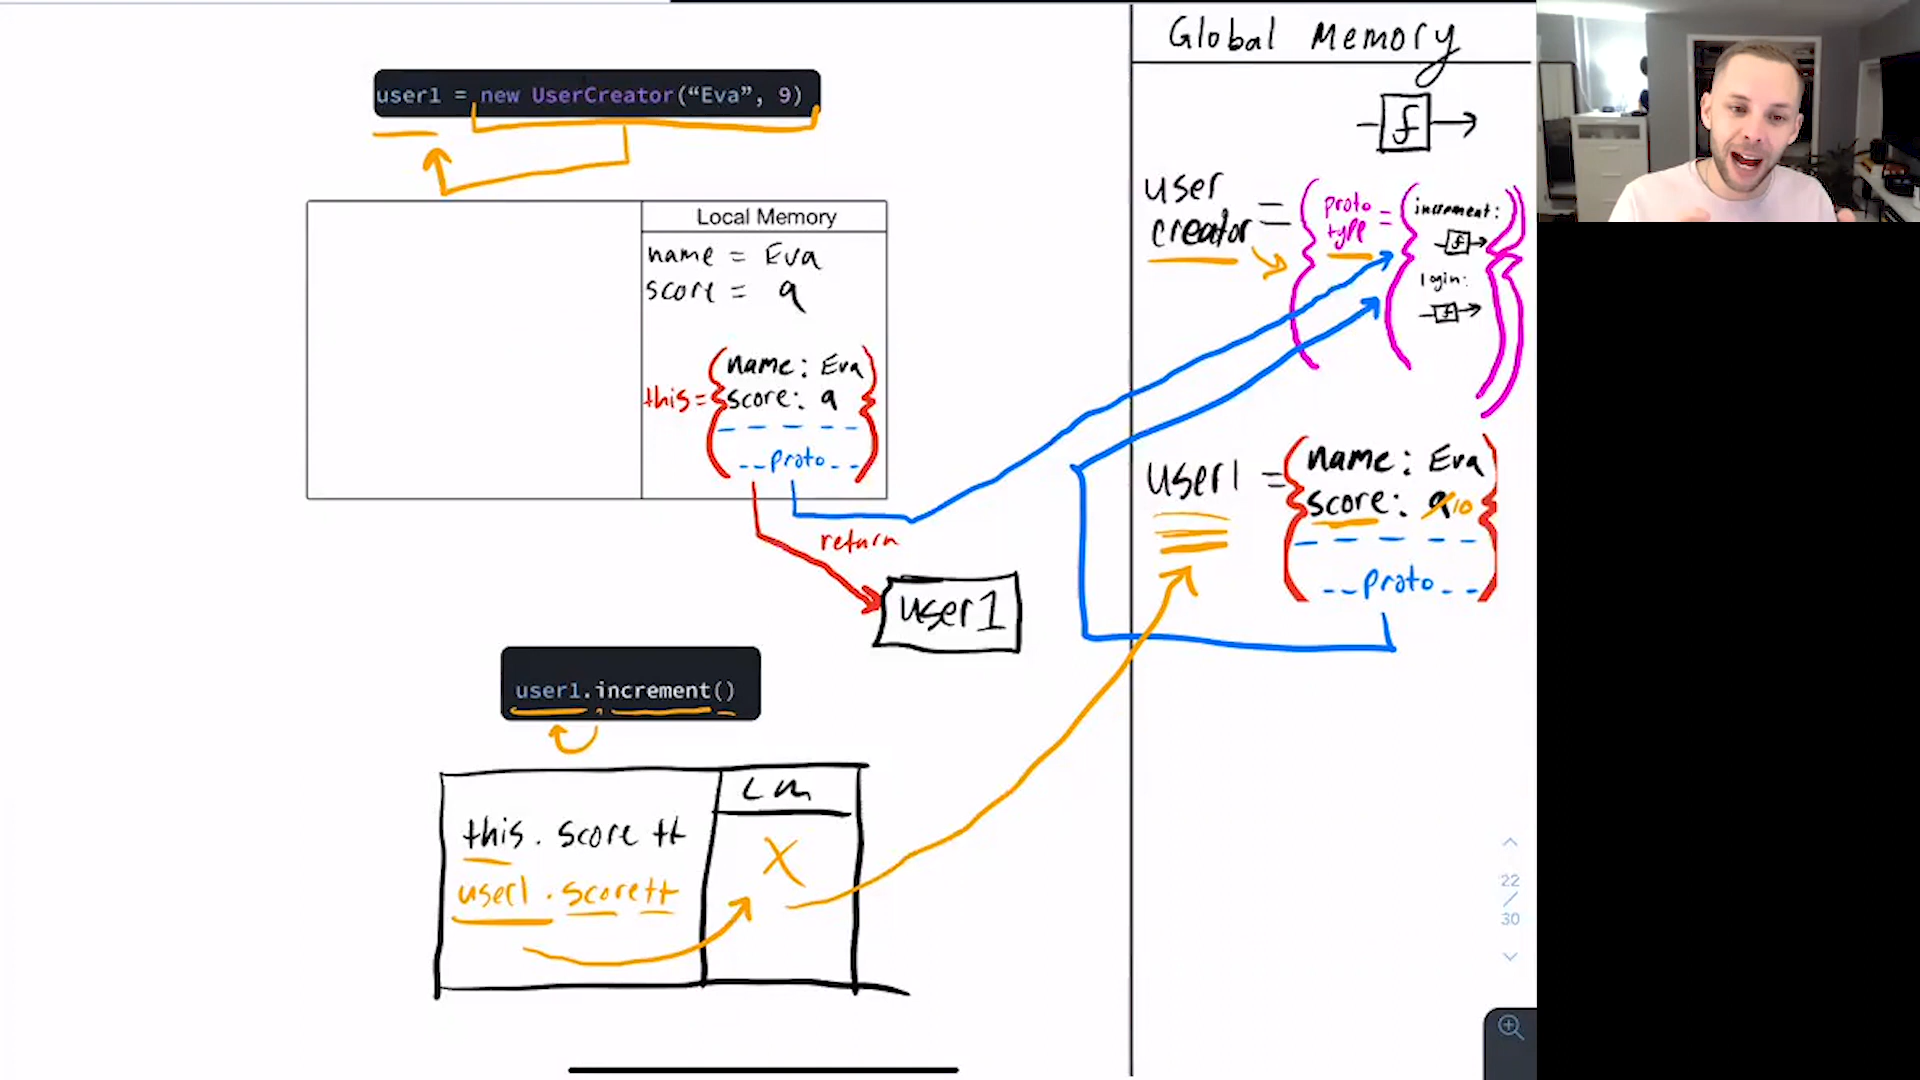 Global Memory
user1 = new UserCreator(“Eva”, 9)
f
user creator = { prototype = { increment:
f
login:
f
Local Memory
name = Eva
score = 9
this = { name: Eva
score: 9
__proto__
return
user1
user1 = { name: Eva
score: 9 10
__proto__
user1.increment()
LM
this.score++
user1.score++
X
22
/
30